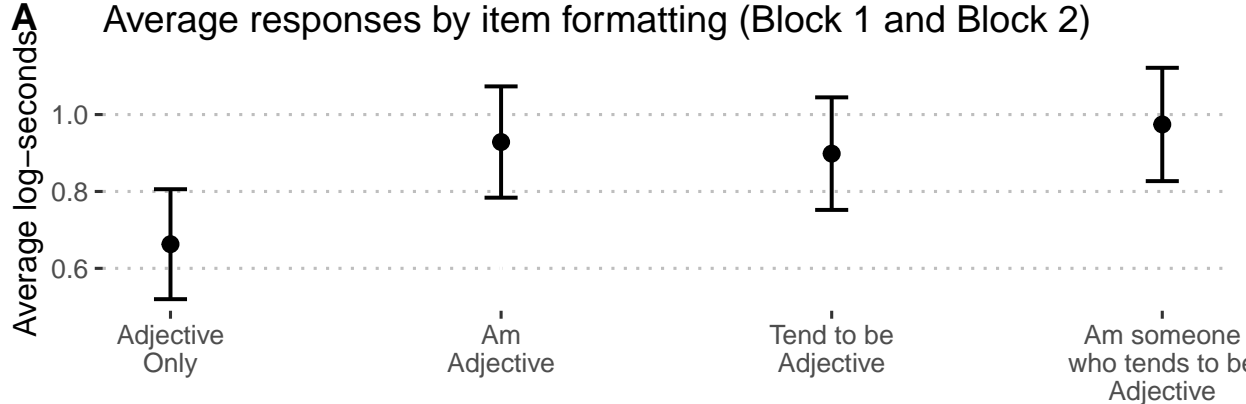 A
Average responses by item formatting (Block 1 and Block 2)
Average log−seconds
1.0
0.8
0.6
Adjective
Only
Am
Adjective
Tend to be
Adjective
Am someone
who tends to be
Adjective